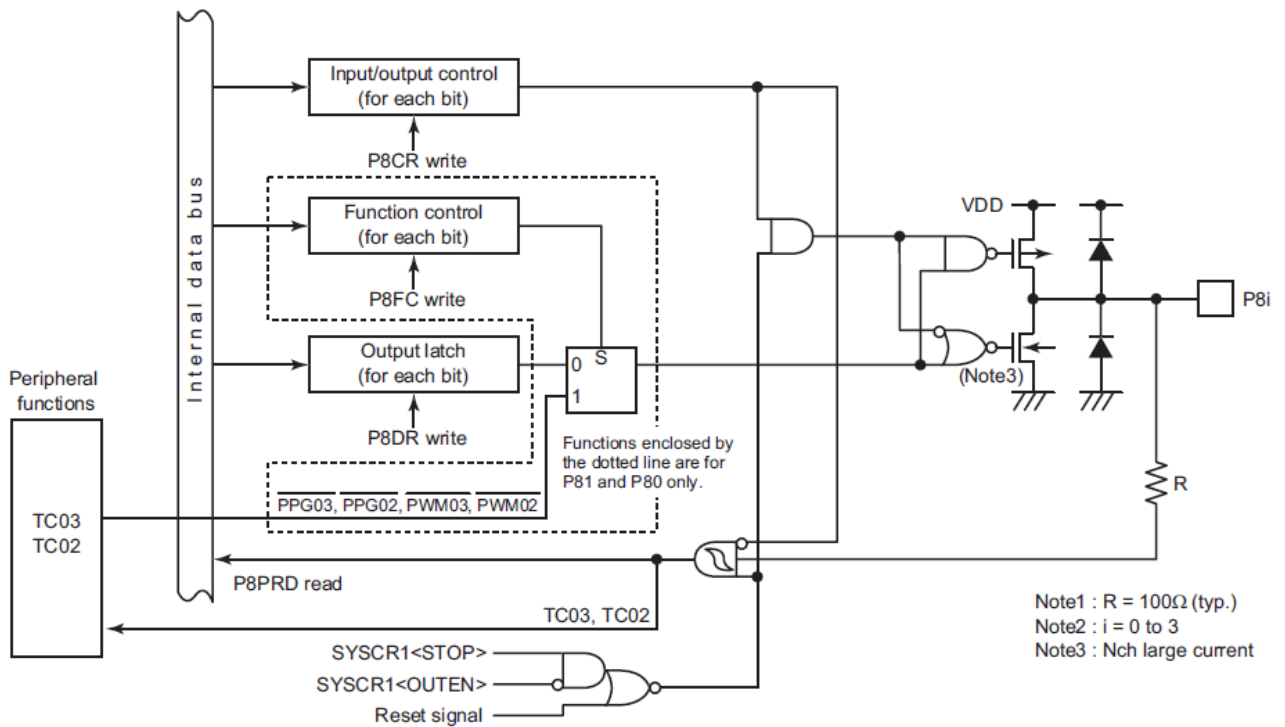 Input/output control
(for each bit)
P8CR write
Internal data bus
Function control
(for each bit)
P8FC write
VDD
P8i
Output latch
(for each bit)
S
0
1
(Note3)
P8DR write
Peripheral
functions
Functions enclosed by
the dotted line are for
P81 and P80 only.
PPG03, PPG02, PWM03, PWM02
R
TC03
TC02
P8PRD read
TC03, TC02
Note1 : R = 100Ω (typ.)
Note2 : i = 0 to 3
Note3 : Nch large current
SYSCR1<STOP>
SYSCR1<OUTEN>
Reset signal